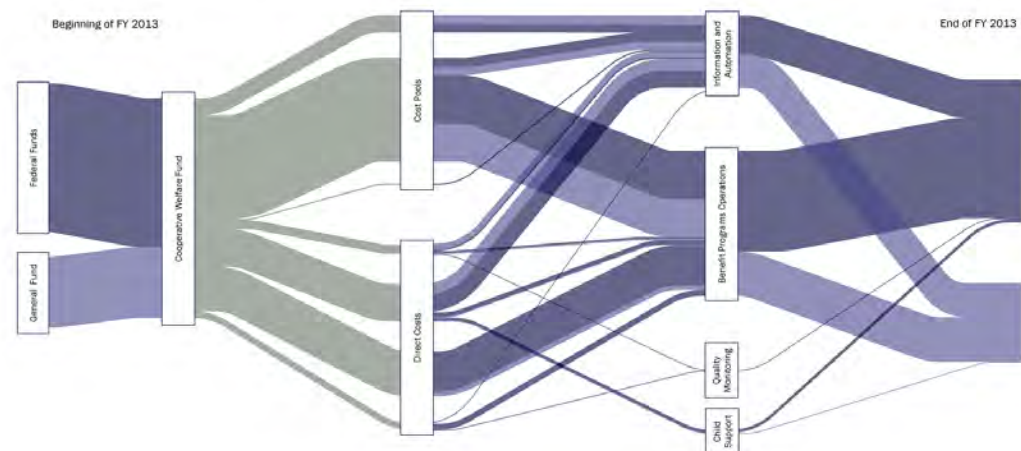 Beginning of FY 2013
End of FY 2013
Federal Funds
General Fund
Cooperative Welfare Fund
Cost Pools
Direct Costs
Information and
Automation
Benefit Programs Operations
Quality
Monitoring
Child
Support